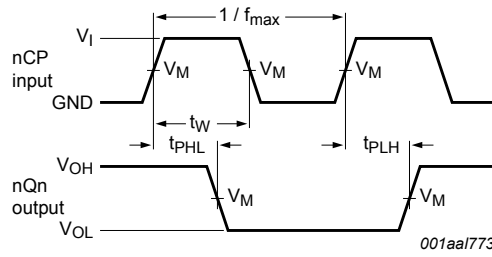 1 / fmax
VI
nCP
input
VM
VM
VM
GND
tW
tPHL
tPLH
VOH
nQn
output
VM
VM
VOL
001aal773